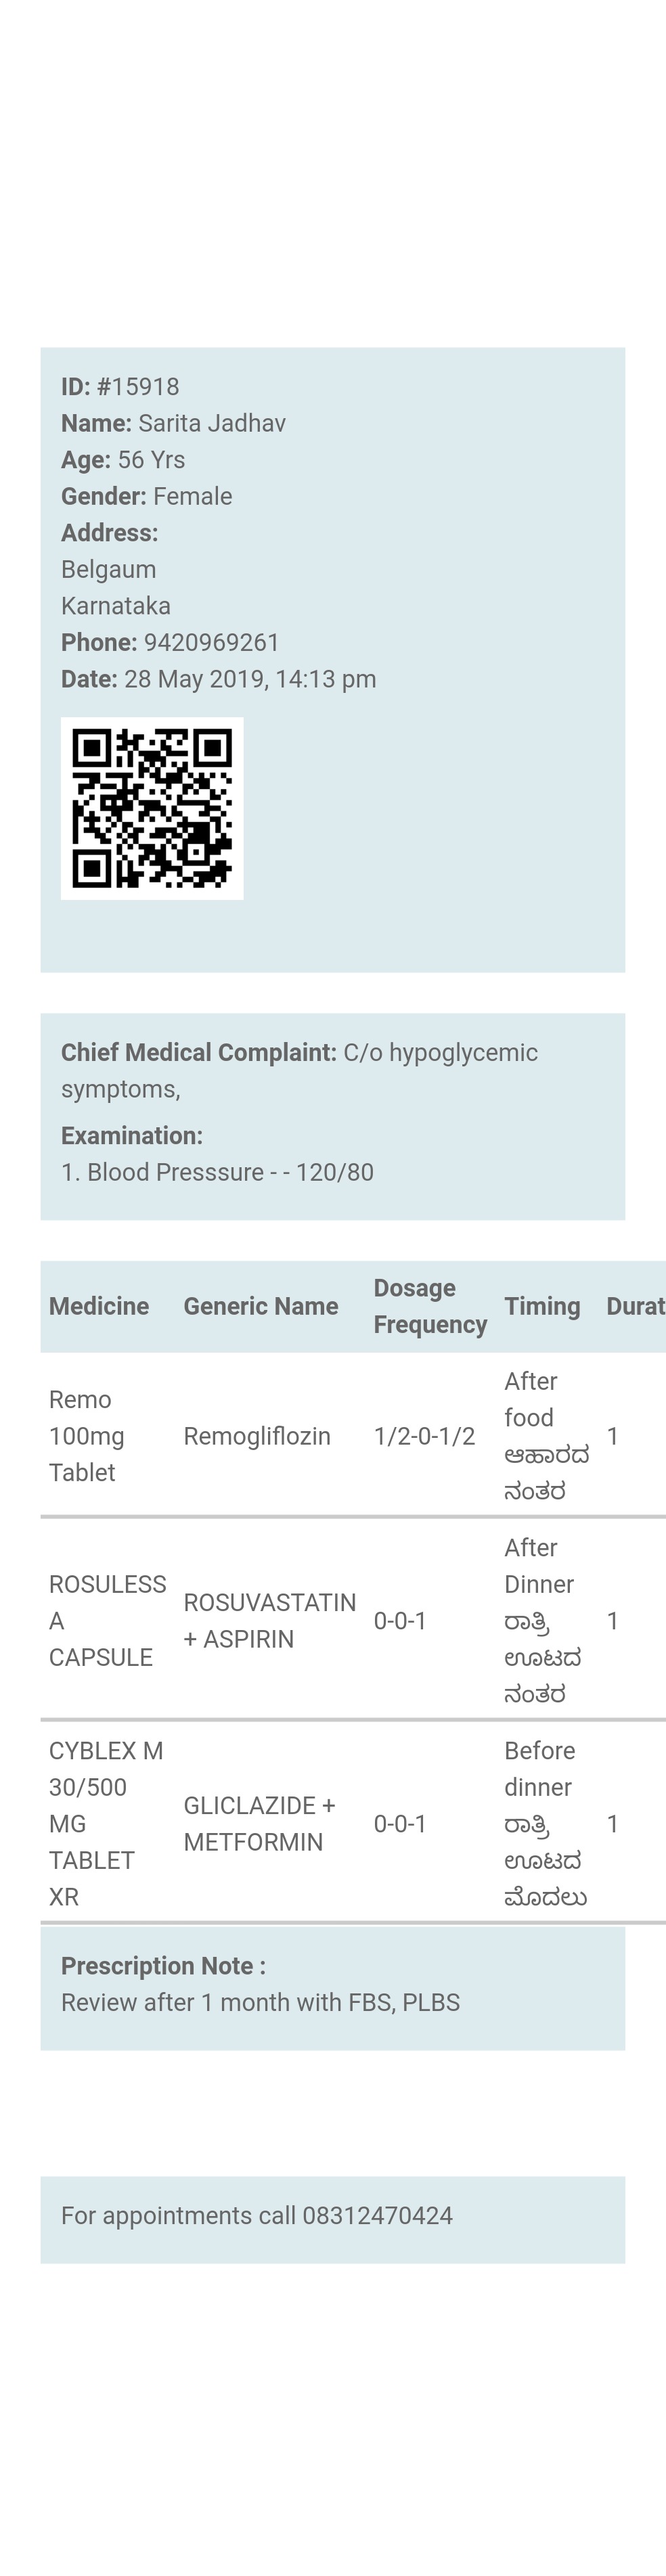 ID: #15918
Name: Sarita Jadhav
Age: 56 Yrs
Gender: Female
Address:
Belgaum
Karnataka
Phone: 9420969261
Date: 28 May 2019, 14:13 pm
Chief Medical Complaint: C/o hypoglycemic
symptoms,
Examination:
1. Blood Presssure - - 120/80
Medicine Generic Name Dosage Frequency Timing Durat
Remo 100mg Tablet Remogliflozin 1/2-0-1/2 After food ಆಹಾರದ ನಂತರ 1
ROSULESS A CAPSULE ROSUVASTATIN + ASPIRIN 0-0-1 After Dinner ರಾತ್ರಿ ಊಟದ ನಂತರ 1
CYBLEX M 30/500 MG TABLET XR GLICLAZIDE + METFORMIN 0-0-1 Before dinner ರಾತ್ರಿ ಊಟದ ಮೊದಲು 1
Prescription Note :
Review after 1 month with FBS, PLBS
For appointments call 08312470424